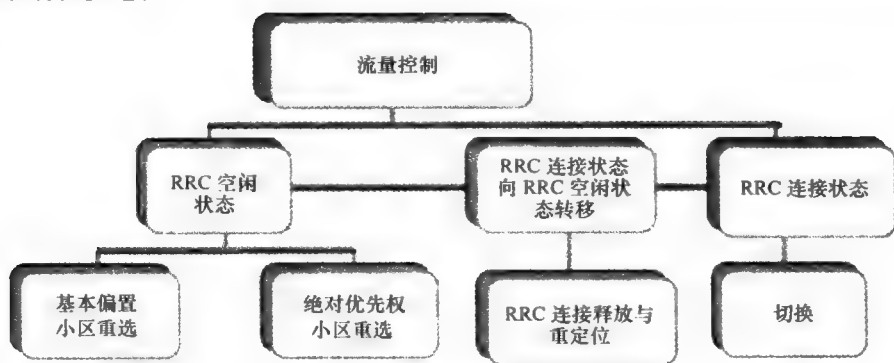 流量控制
RRC 空闲
状态
RRC 连接状态
向 RRC 空闲状
态转移
RRC 连接状态
基本偏置
小区重选
绝对优先权
小区重选
RRC 连接释放与
重定位
切换